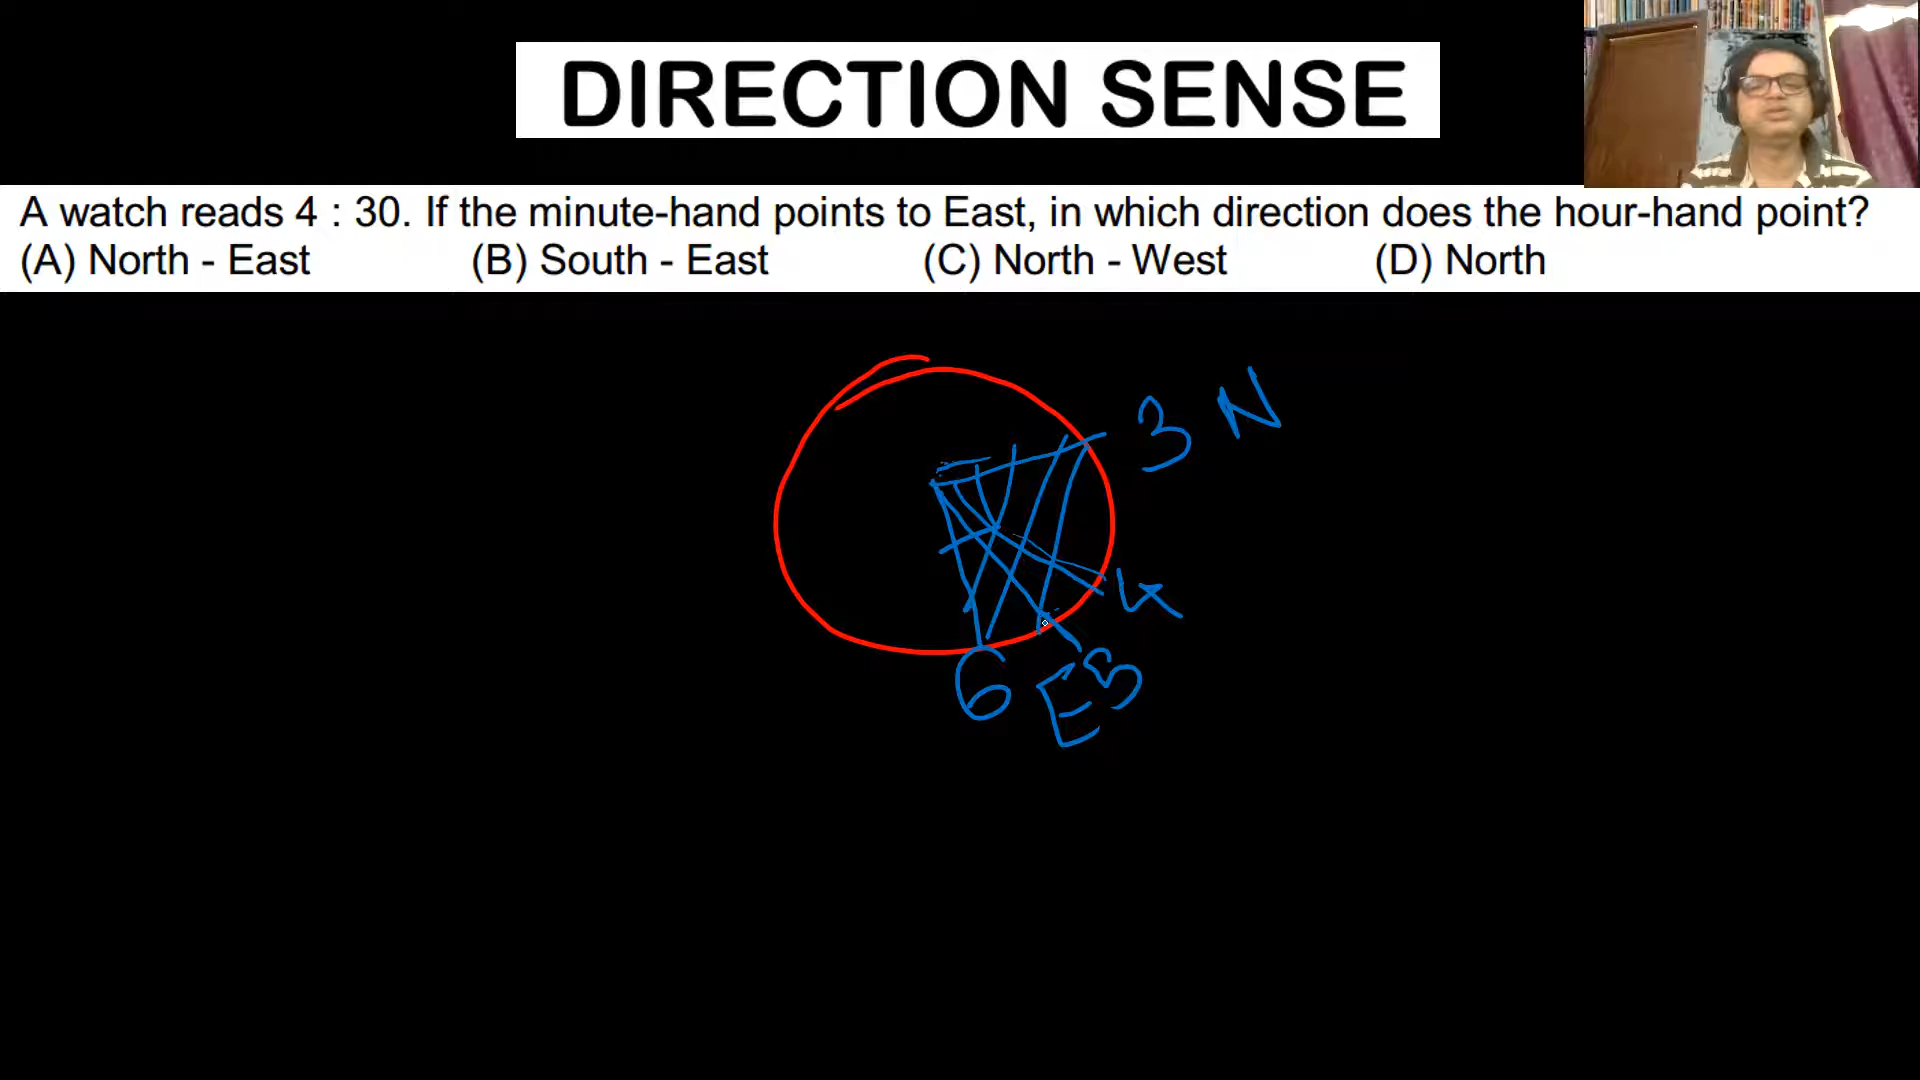 DIRECTION SENSE
A watch reads 4 : 30. If the minute-hand points to East, in which direction does the hour-hand point?
(A) North - East (B) South - East (C) North - West (D) North
3 N
4
6 E 5